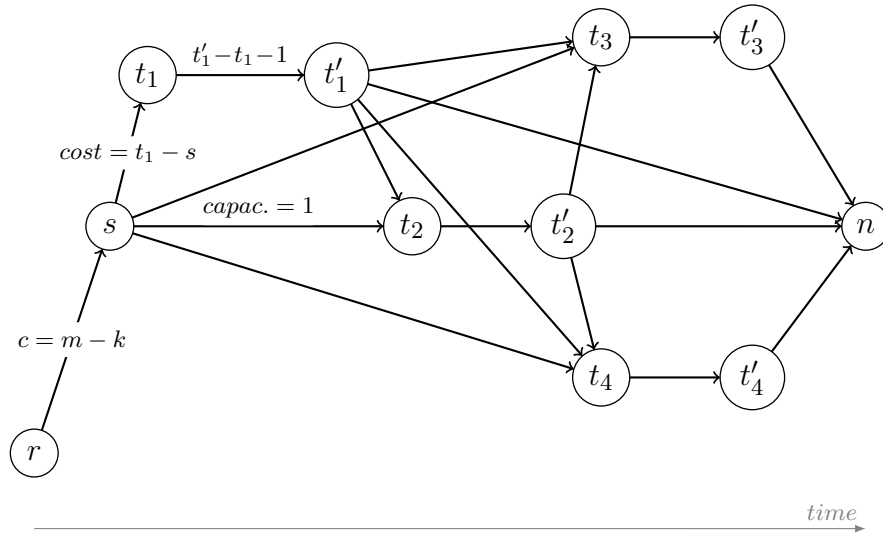 t₃
t′₃
t₁
t′₁−t₁−1
t′₁
cost = t₁ − s
s
capac. = 1
t₂
t′₂
n
c = m − k
t₄
t′₄
r
time